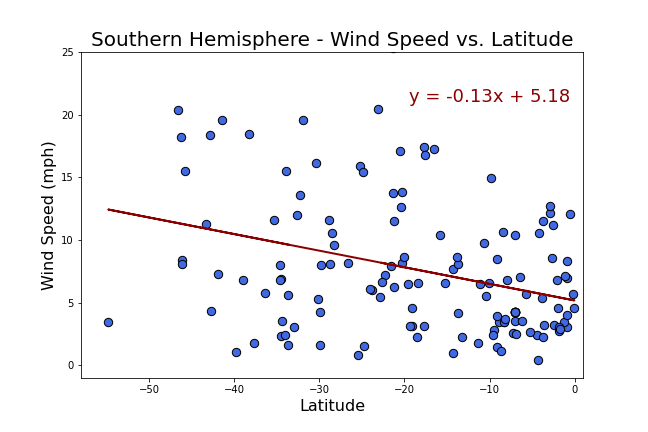 Southern Hemisphere - Wind Speed vs. Latitude
25
y = -0.13x + 5.18
20
15
Wind Speed (mph)
10
5
0
−50 −40 −30 −20 −10 0
Latitude